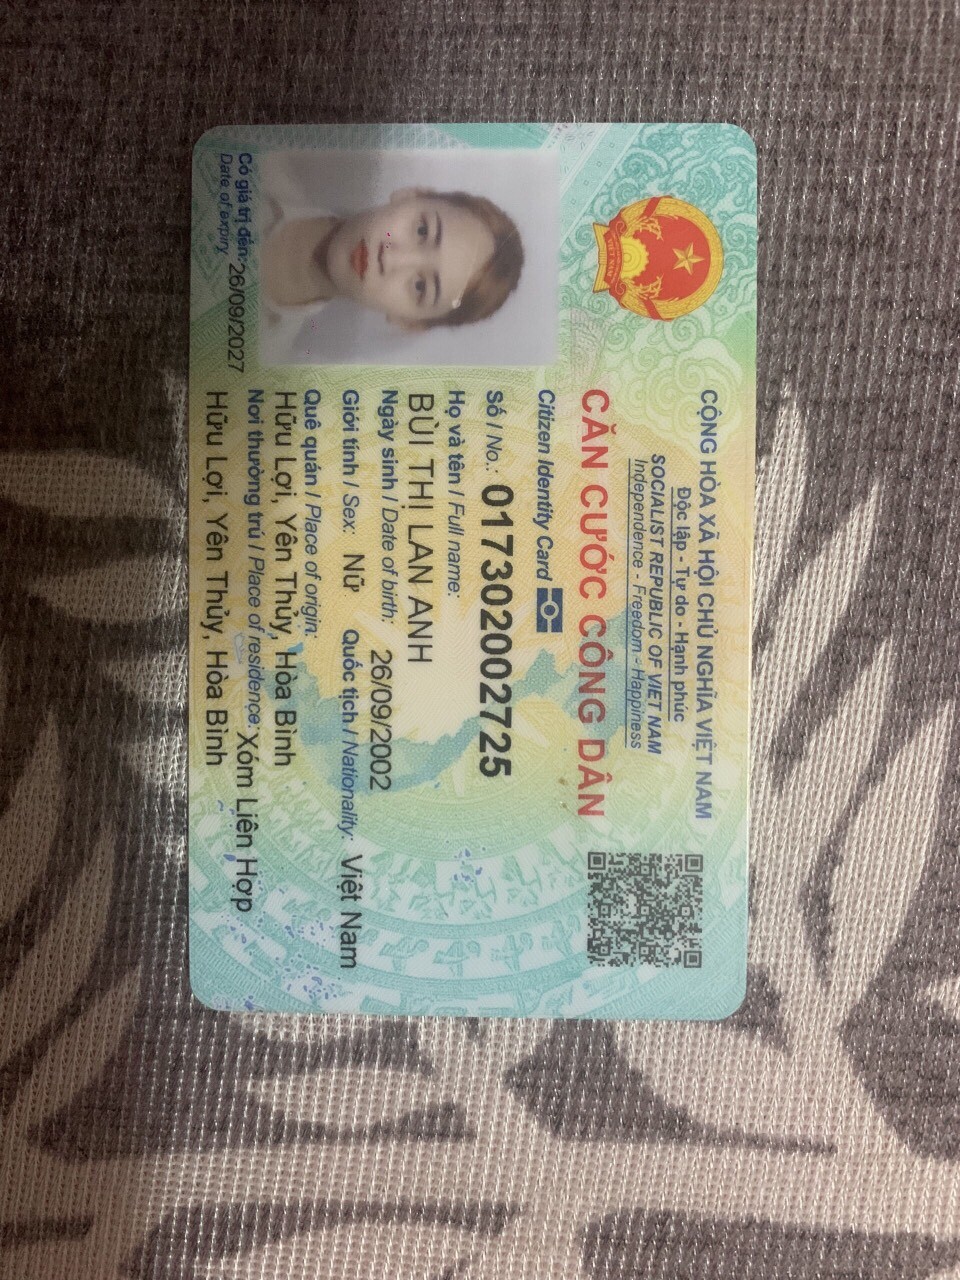 CỘNG HÒA XÃ HỘI CHỦ NGHĨA VIỆT NAM
Độc lập - Tự do - Hạnh phúc
SOCIALIST REPUBLIC OF VIET NAM
Independence - Freedom - Happiness
CĂN CƯỚC CÔNG DÂN
Citizen Identity Card
Số / No.: 017302002725
Họ và tên / Full name:
BÙI THỊ LAN ANH
Ngày sinh / Date of birth: 26/09/2002
Giới tính / Sex: Nữ Quốc tịch / Nationality: Việt Nam
Quê quán / Place of origin:
Hữu Lợi, Yên Thủy, Hòa Bình
Nơi thường trú / Place of residence: Xóm Liên Hợp
Hữu Lợi, Yên Thủy, Hòa Bình
Có giá trị đến: 26/09/2027
Date of expiry
VIỆT NAM